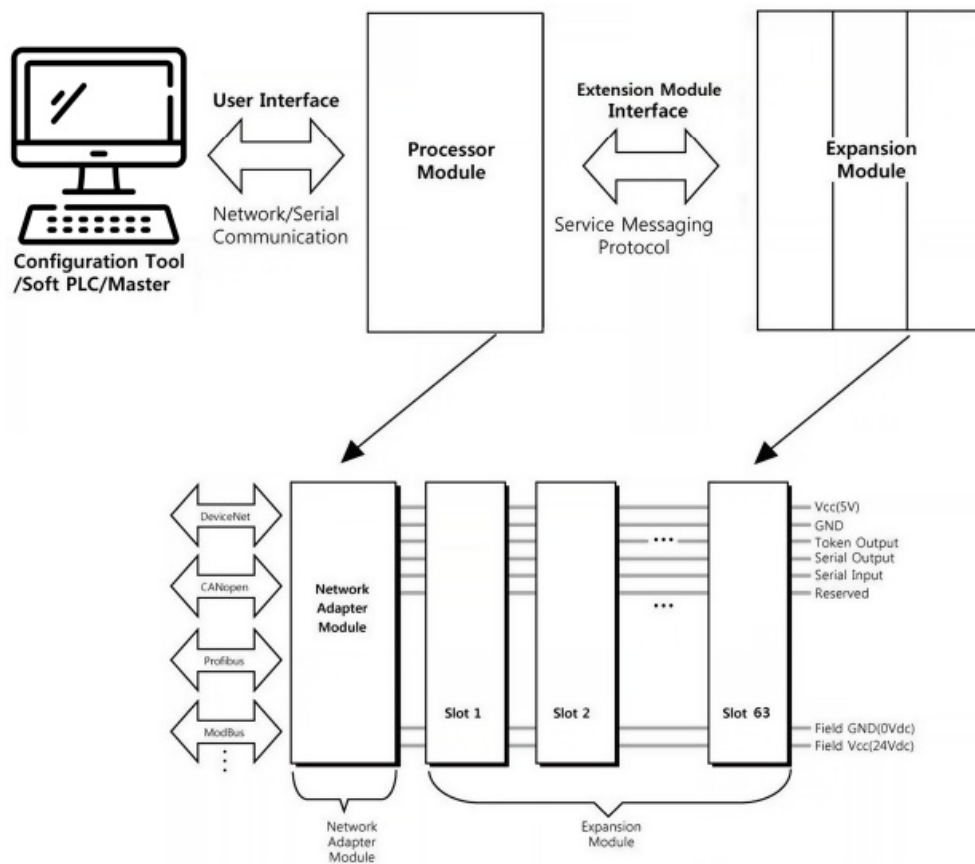 User Interface
Network/Serial
Communication
Configuration Tool
/Soft PLC/Master
Processor
Module
Extension Module
Interface
Service Messaging
Protocol
Expansion
Module
DeviceNet
CANopen
Profibus
ModBus
Network
Adapter
Module
Slot 1
Slot 2
Slot 63
Vcc(5V)
GND
Token Output
Serial Output
Serial Input
Reserved
Field GND(0Vdc)
Field Vcc(24Vdc)
Network
Adapter
Module
Expansion
Module